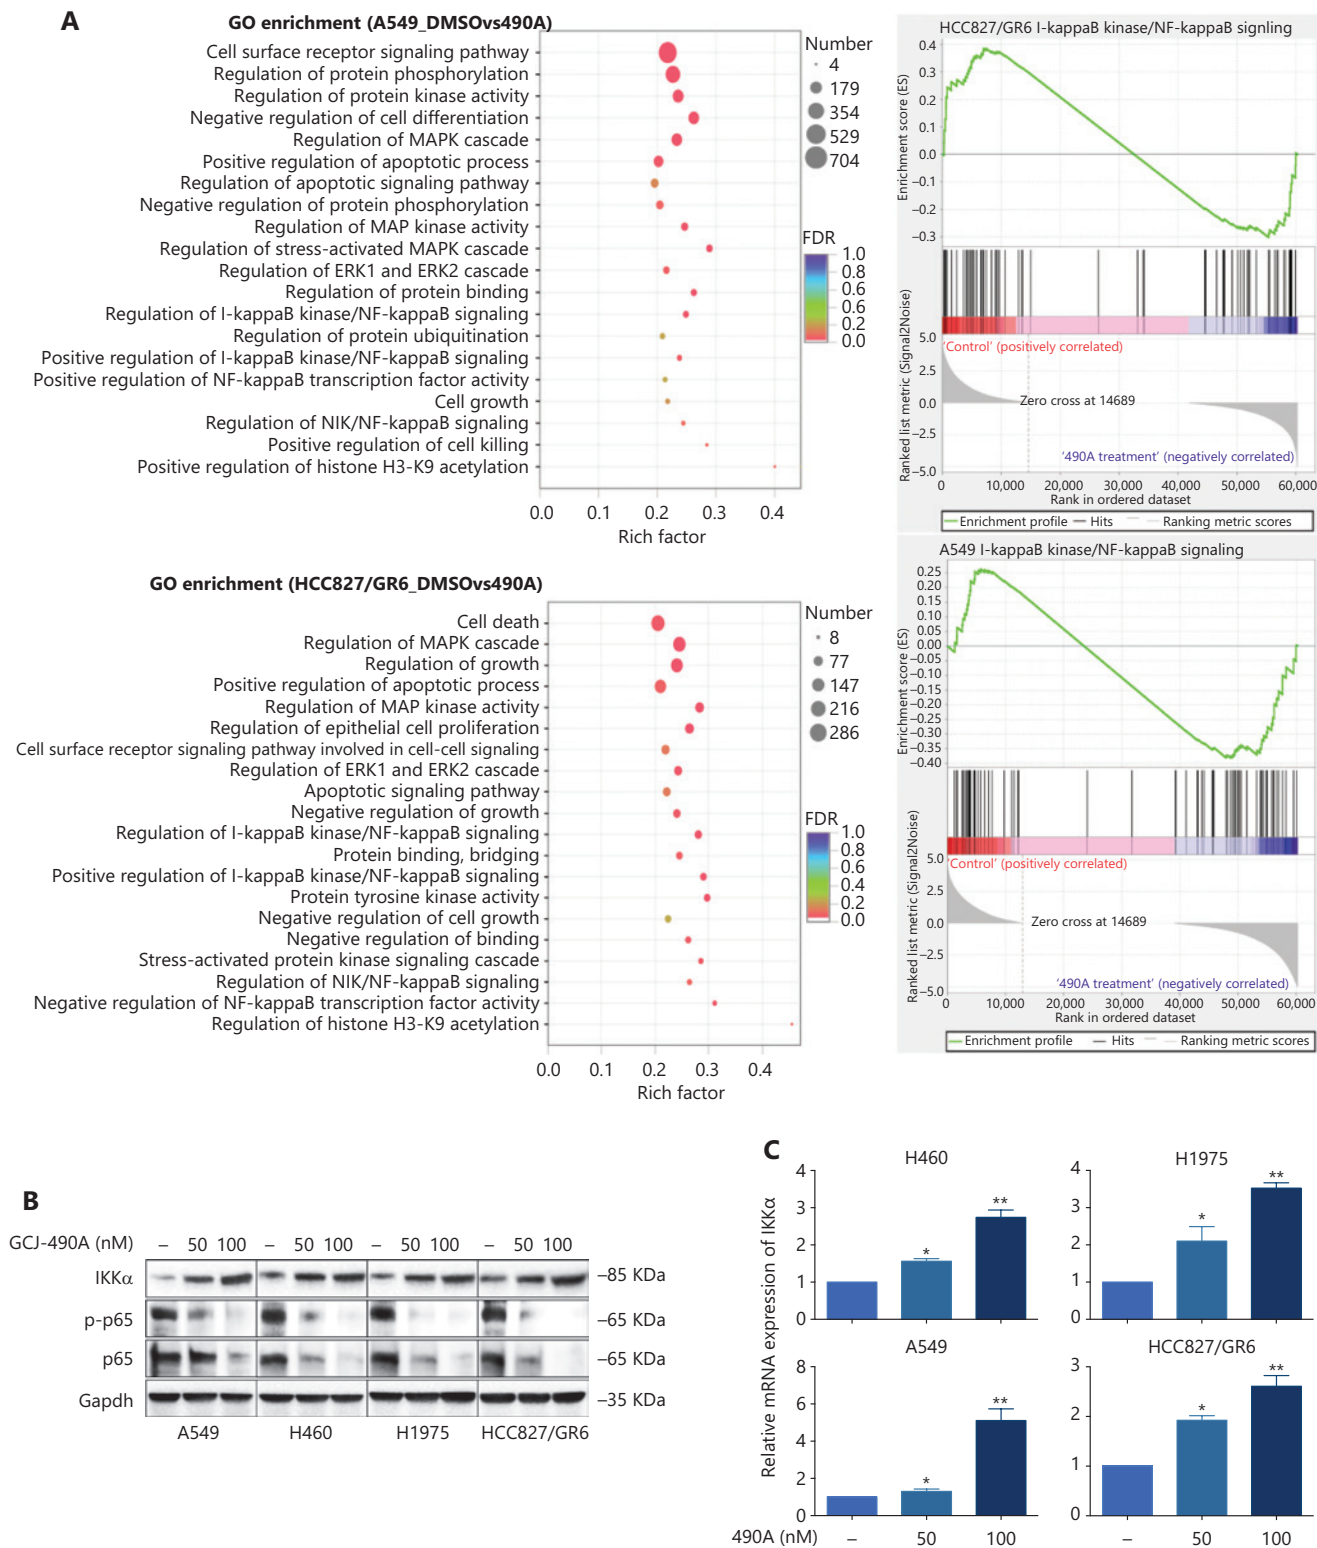 A
GO enrichment (A549_DMSOvs490A)
Cell surface receptor signaling pathway
Regulation of protein phosphorylation
Regulation of protein kinase activity
Negative regulation of cell differentiation
Regulation of MAPK cascade
Positive regulation of apoptotic process
Regulation of apoptotic signaling pathway
Negative regulation of protein phosphorylation
Regulation of MAP kinase activity
Regulation of stress-activated MAPK cascade
Regulation of ERK1 and ERK2 cascade
Regulation of protein binding
Regulation of I-kappaB kinase/NF-kappaB signaling
Regulation of protein ubiquitination
Positive regulation of I-kappaB kinase/NF-kappaB signaling
Positive regulation of NF-kappaB transcription factor activity
Cell growth
Regulation of NIK/NF-kappaB signaling
Positive regulation of cell killing
Positive regulation of histone H3-K9 acetylation
0.0 0.1 0.2 0.3 0.4
Rich factor
Number
4
179
354
529
704
FDR
1.0
0.8
0.6
0.4
0.2
0.0
HCC827/GR6 I-kappaB kinase/NF-kappaB signling
Enrichment score (ES)
0.4
0.3
0.2
0.1
0.0
−0.1
−0.2
−0.3
Ranked list metric (Signal2Noise)
5.0
2.5
0.0
−2.5
−5.0
'Control' (positively correlated)
Zero cross at 14689
'490A treatment' (negatively correlated)
0 10,000 20,000 30,000 40,000 50,000 60,000
Rank in ordered dataset
Enrichment profile Hits Ranking metric scores
GO enrichment (HCC827/GR6_DMSOvs490A)
Cell death
Regulation of MAPK cascade
Regulation of growth
Positive regulation of apoptotic process
Regulation of MAP kinase activity
Regulation of epithelial cell proliferation
Cell surface receptor signaling pathway involved in cell-cell signaling
Regulation of ERK1 and ERK2 cascade
Apoptotic signaling pathway
Negative regulation of growth
Regulation of I-kappaB kinase/NF-kappaB signaling
Protein binding, bridging
Positive regulation of I-kappaB kinase/NF-kappaB signaling
Protein tyrosine kinase activity
Negative regulation of cell growth
Negative regulation of binding
Stress-activated protein kinase signaling cascade
Regulation of NIK/NF-kappaB signaling
Negative regulation of NF-kappaB transcription factor activity
Regulation of histone H3-K9 acetylation
0.0 0.1 0.2 0.3 0.4
Rich factor
Number
8
77
147
216
286
FDR
1.0
0.8
0.6
0.4
0.2
0.0
A549 I-kappaB kinase/NF-kappaB signaling
Enrichment score (ES)
0.25
0.20
0.15
0.10
0.05
0.00
−0.05
−0.10
−0.15
−0.20
−0.25
−0.30
−0.35
−0.40
Ranked list metric (Signal2Noise)
5.0
2.5
0.0
−2.5
−5.0
'Control' (positively correlated)
Zero cross at 14689
'490A treatment' (negatively correlated)
0 10,000 20,000 30,000 40,000 50,000 60,000
Rank in ordered dataset
Enrichment profile Hits Ranking metric scores
B
GCJ-490A (nM) – 50 100 – 50 100 – 50 100 – 50 100
IKKα –85 KDa
p-p65 –65 KDa
p65 –65 KDa
Gapdh –35 KDa
A549 H460 H1975 HCC827/GR6
C
Relative mRNA expression of IKKα
H460
4
3
2
1
0
*
**
H1975
4
3
2
1
0
*
**
A549
8
6
4
2
0
*
**
HCC827/GR6
3
2
1
0
*
**
490A (nM) – 50 100 – 50 100